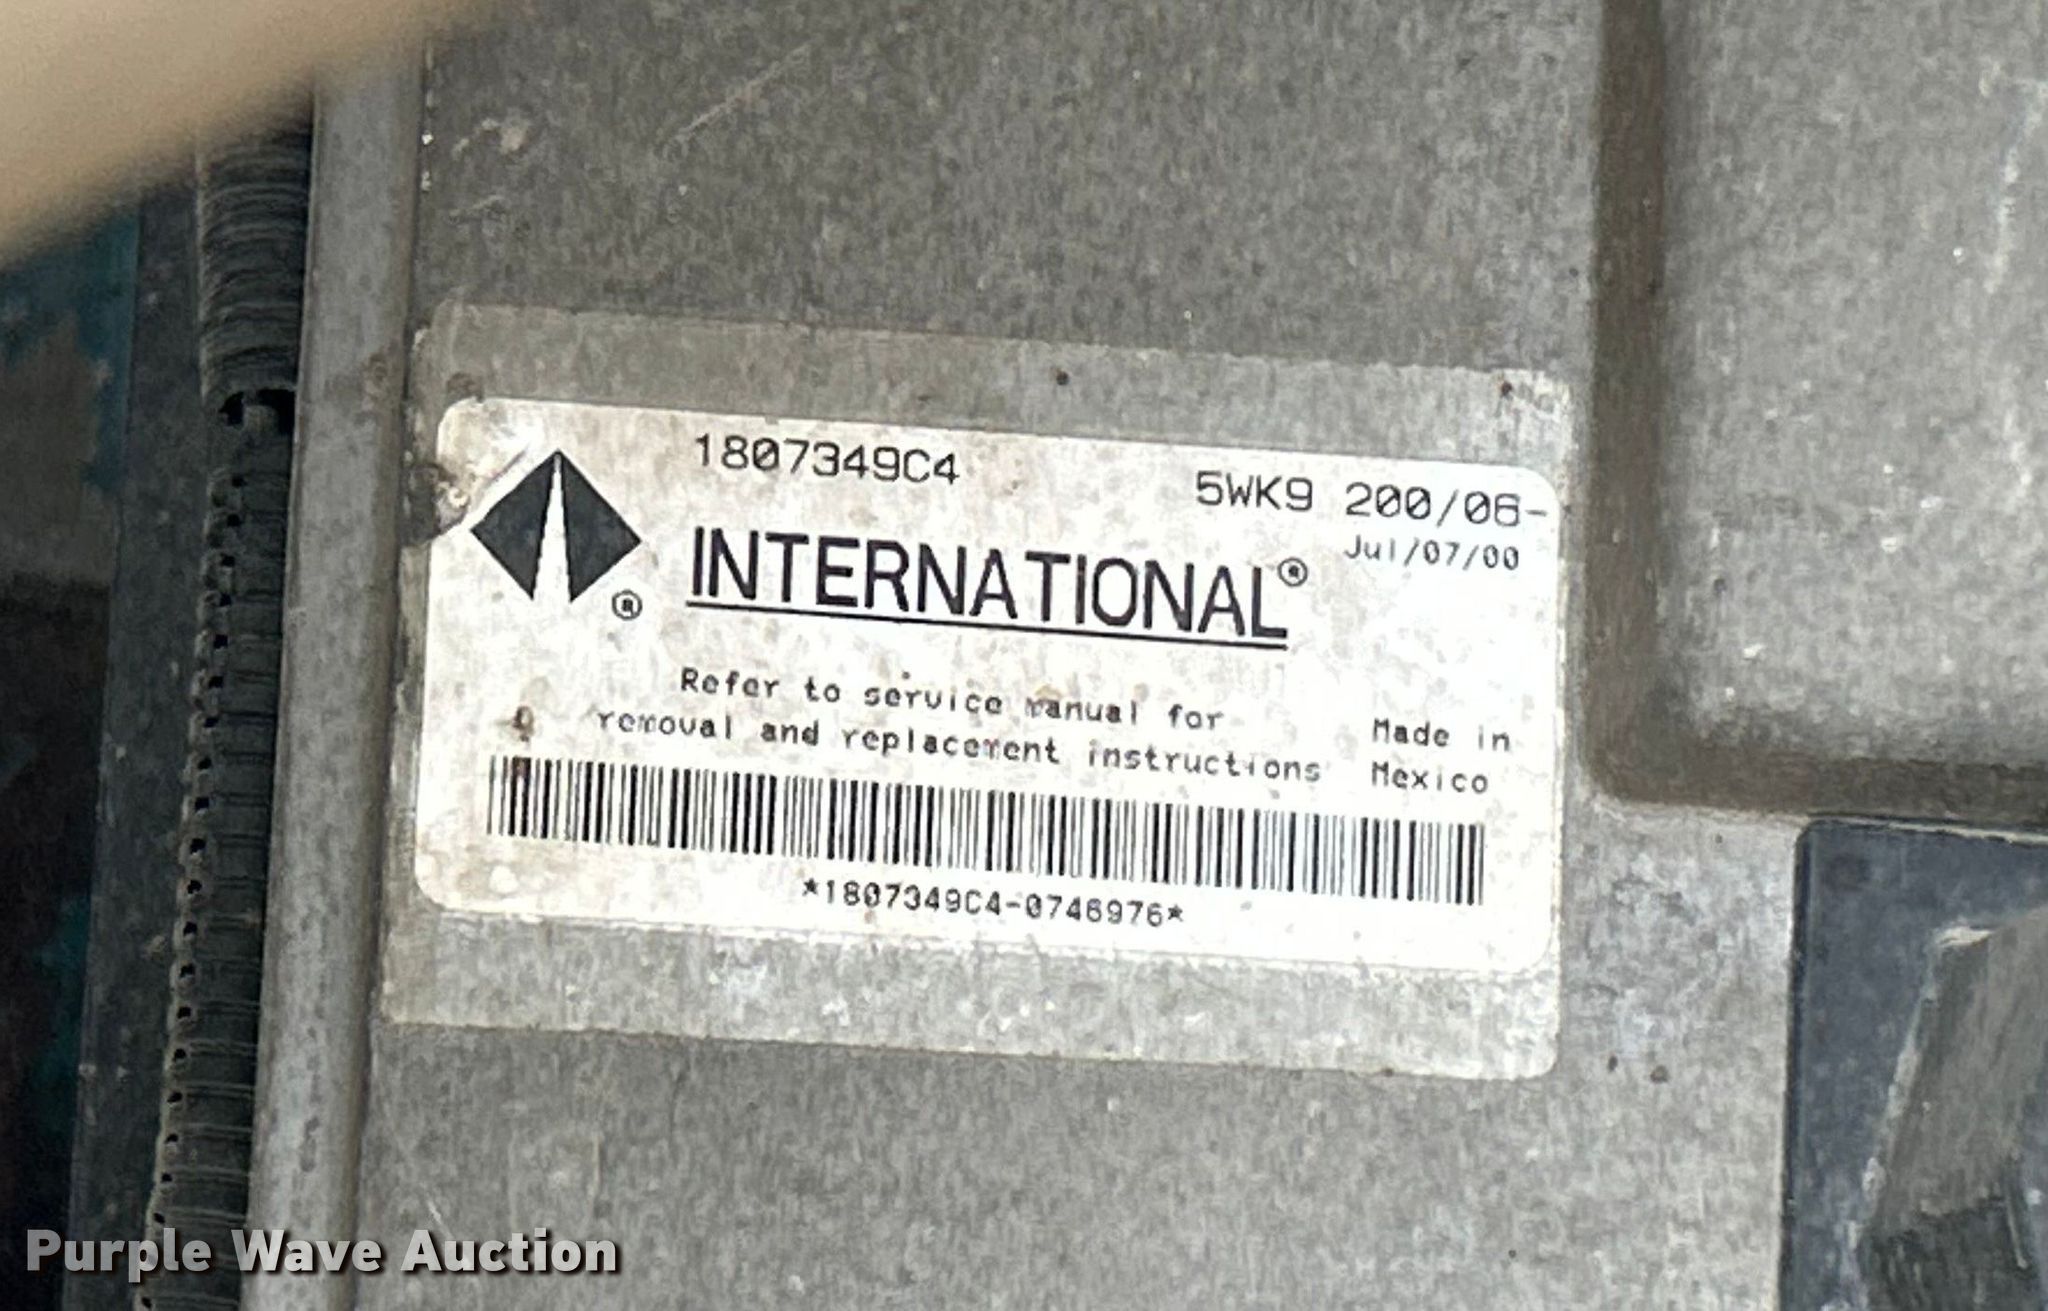 1807349C4
5WK9 200/06-
Jul/07/00
INTERNATIONAL®
®
Refer to service manual for
removal and replacement instructions
Made in
Mexico
*1807349C4-0746976*
Purple Wave Auction